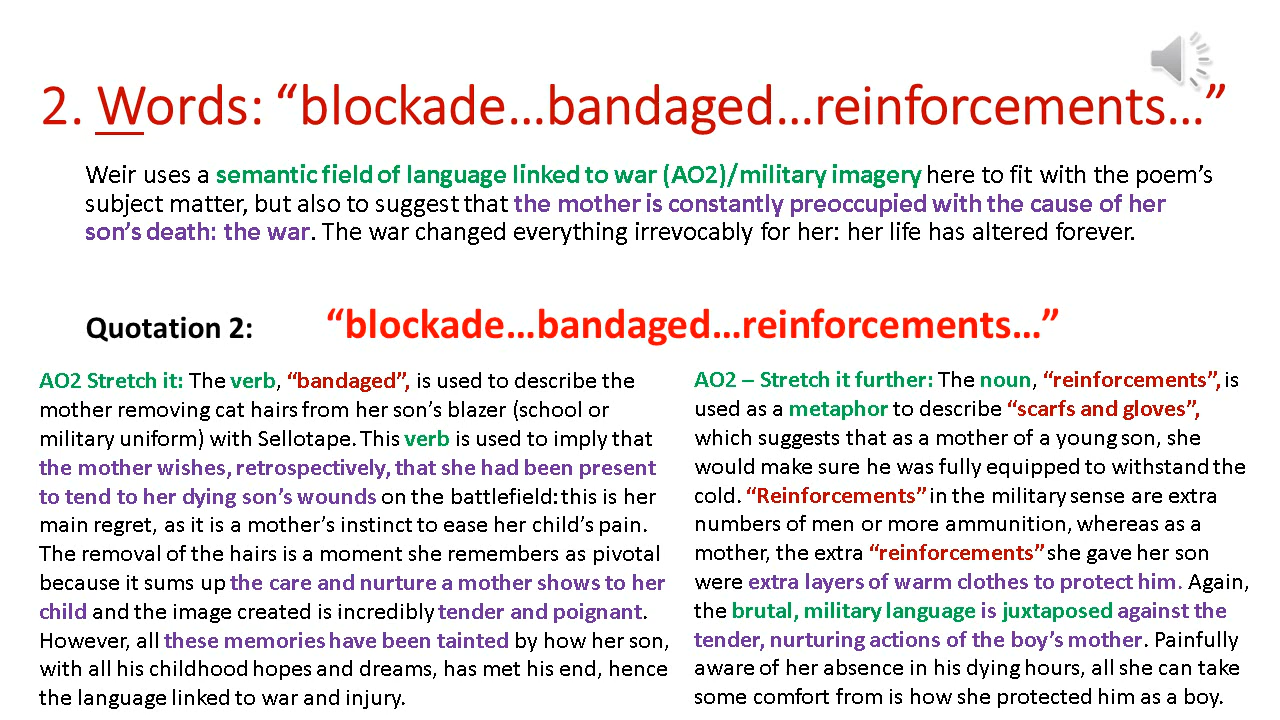 2. Words: “blockade…bandaged…reinforcements…”
Weir uses a semantic field of language linked to war (AO2)/military imagery here to fit with the poem’s
subject matter, but also to suggest that the mother is constantly preoccupied with the cause of her
son’s death: the war. The war changed everything irrevocably for her: her life has altered forever.
Quotation 2: “blockade…bandaged…reinforcements…”
AO2 Stretch it: The verb, “bandaged”, is used to describe the
mother removing cat hairs from her son’s blazer (school or
military uniform) with Sellotape. This verb is used to imply that
the mother wishes, retrospectively, that she had been present
to tend to her dying son’s wounds on the battlefield: this is her
main regret, as it is a mother’s instinct to ease her child’s pain.
The removal of the hairs is a moment she remembers as pivotal
because it sums up the care and nurture a mother shows to her
child and the image created is incredibly tender and poignant.
However, all these memories have been tainted by how her son,
with all his childhood hopes and dreams, has met his end, hence
the language linked to war and injury.
AO2 – Stretch it further: The noun, “reinforcements”, is
used as a metaphor to describe “scarfs and gloves”,
which suggests that as a mother of a young son, she
would make sure he was fully equipped to withstand the
cold. “Reinforcements” in the military sense are extra
numbers of men or more ammunition, whereas as a
mother, the extra “reinforcements” she gave her son
were extra layers of warm clothes to protect him. Again,
the brutal, military language is juxtaposed against the
tender, nurturing actions of the boy’s mother. Painfully
aware of her absence in his dying hours, all she can take
some comfort from is how she protected him as a boy.